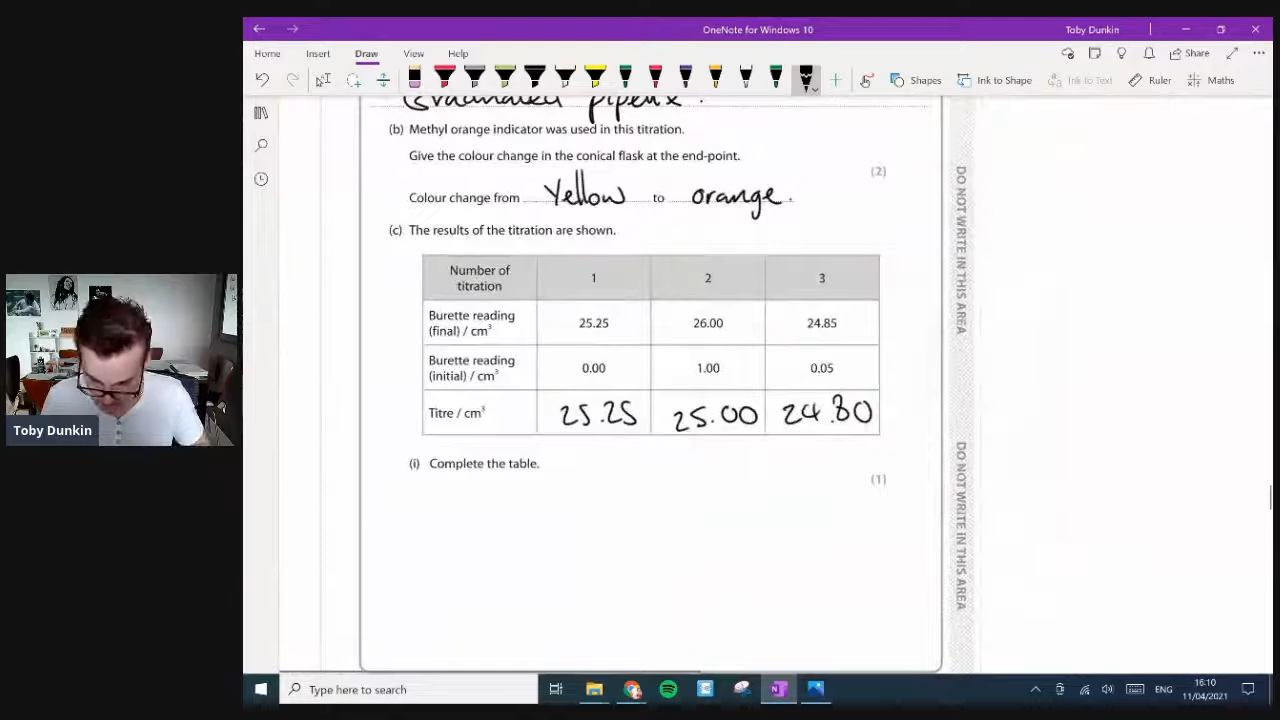 OneNote for Windows 10
Toby Dunkin
Home Insert Draw View Help
Share
Shapes Ink to Shape Ink to Text Ruler Maths
Graduated pipette.
(b) Methyl orange indicator was used in this titration.
Give the colour change in the conical flask at the end-point.
(2)
Colour change from Yellow to orange.
(c) The results of the titration are shown.
Number of titration 1 2 3
Burette reading (final) / cm³ 25.25 26.00 24.85
Burette reading (initial) / cm³ 0.00 1.00 0.05
Titre / cm³ 25.25 25.00 24.80
(i) Complete the table.
(1)
DO NOT WRITE IN THIS AREA
DO NOT WRITE IN THIS AREA
Toby Dunkin
Type here to search
ENG
16:10
11/04/2021